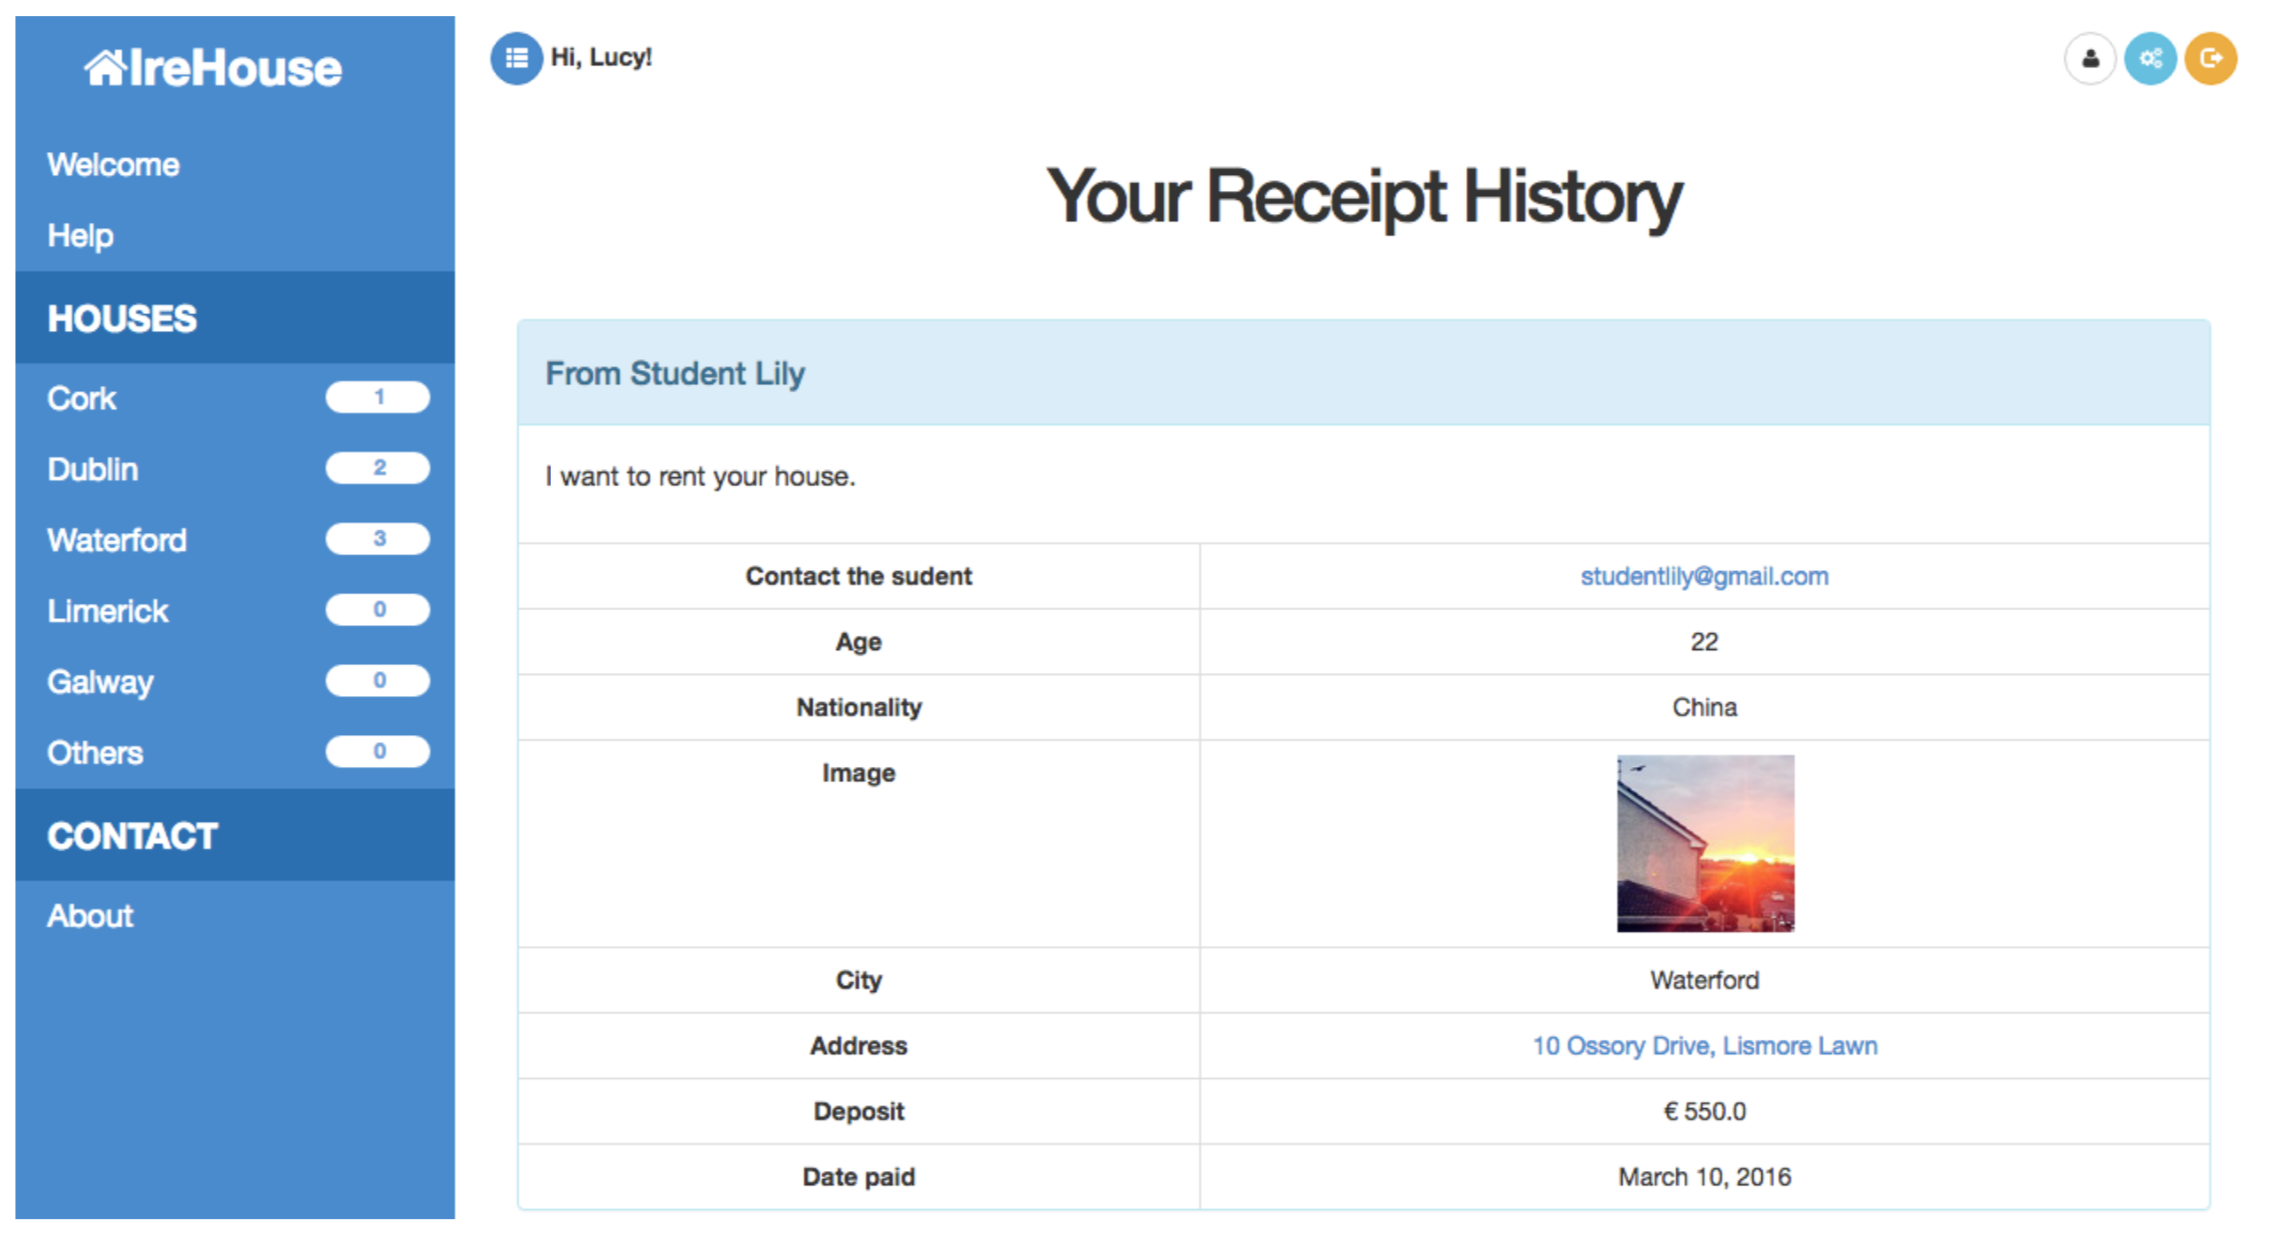 IreHouse
Welcome
Help
HOUSES
Cork 1
Dublin 2
Waterford 3
Limerick 0
Galway 0
Others 0
CONTACT
About
Hi, Lucy!
Your Receipt History
From Student Lily
I want to rent your house.
Contact the sudent studentlily@gmail.com
Age 22
Nationality China
Image
City Waterford
Address 10 Ossory Drive, Lismore Lawn
Deposit € 550.0
Date paid March 10, 2016